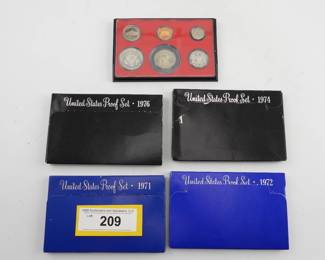 United States Proof Set · 1976
United States Proof Set · 1974
United States Proof Set · 1971
United States Proof Set · 1972
Lot
209